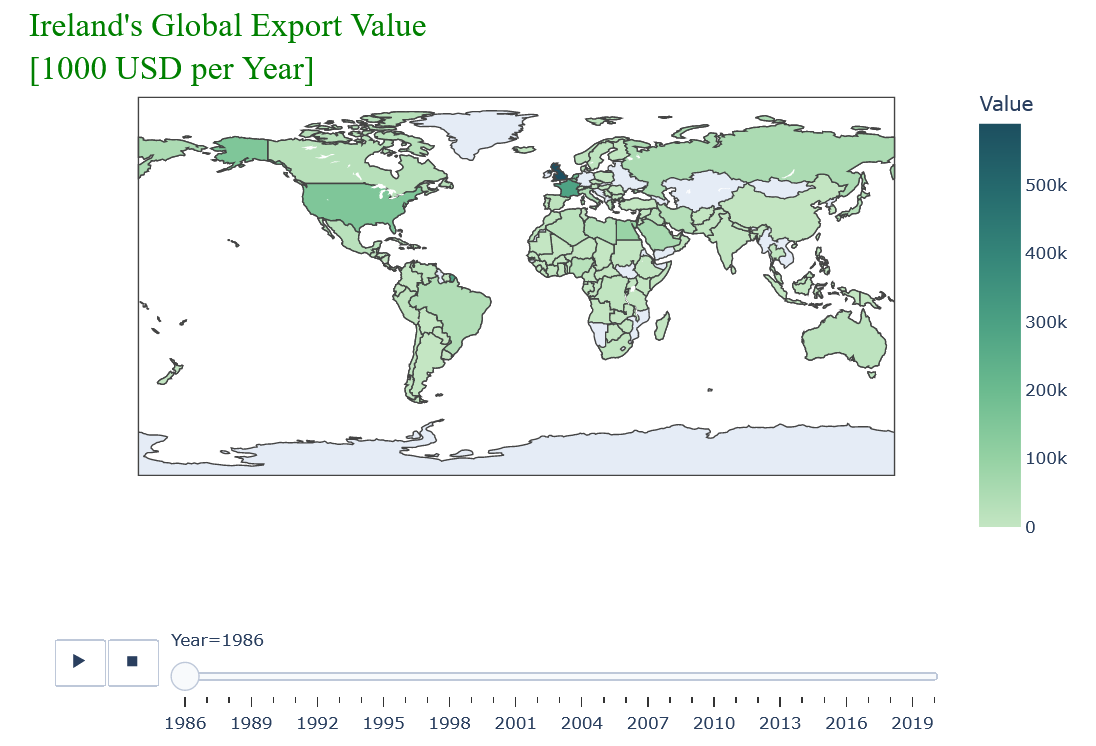 Ireland's Global Export Value
[1000 USD per Year]
Value
500k
400k
300k
200k
100k
0
Year=1986
1986 1989 1992 1995 1998 2001 2004 2007 2010 2013 2016 2019